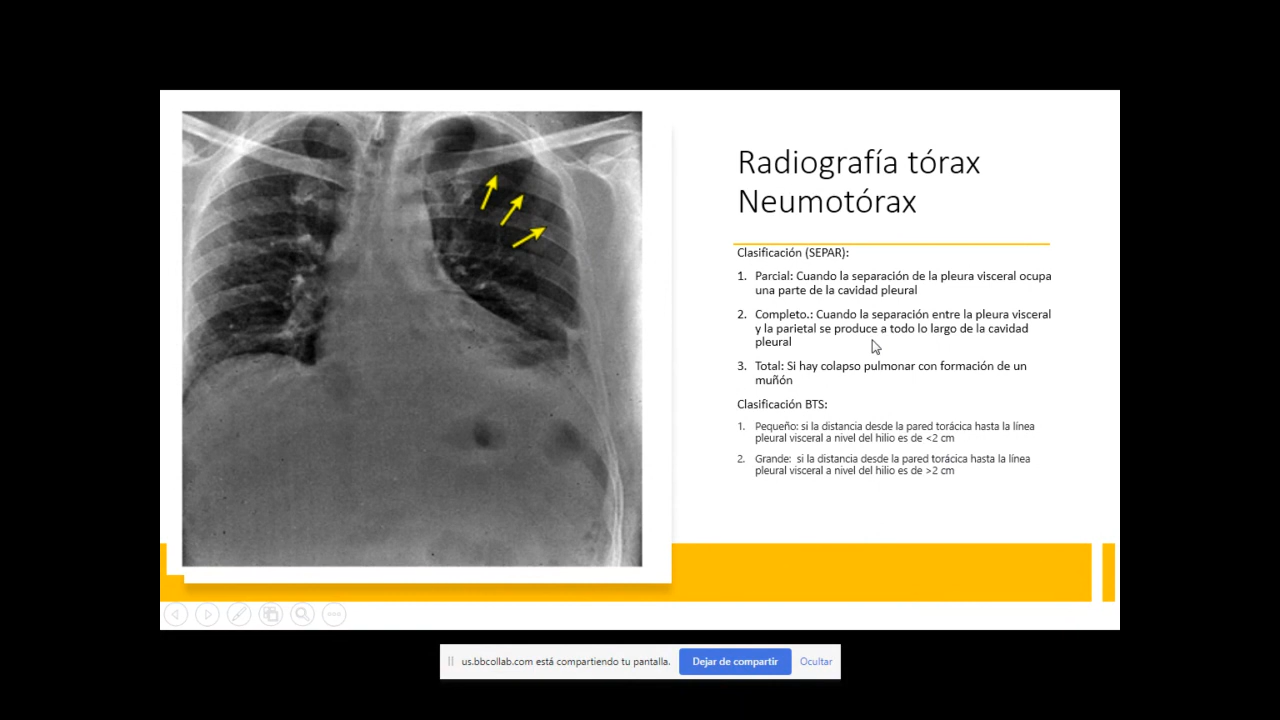 Radiografía tórax
Neumotórax
Clasificación (SEPAR):
1. Parcial: Cuando la separación de la pleura visceral ocupa
una parte de la cavidad pleural
2. Completo.: Cuando la separación entre la pleura visceral
y la parietal se produce a todo lo largo de la cavidad
pleural
3. Total: Si hay colapso pulmonar con formación de un
muñón
Clasificación BTS:
1. Pequeño: si la distancia desde la pared torácica hasta la línea
pleural visceral a nivel del hilio es de <2 cm
2. Grande:  si la distancia desde la pared torácica hasta la línea
pleural visceral a nivel del hilio es de >2 cm
us.bbcollab.com está compartiendo tu pantalla.
Dejar de compartir
Ocultar